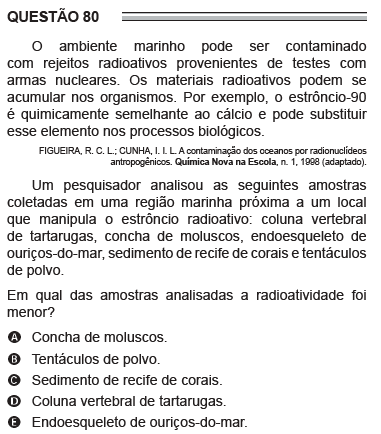 QUESTÃO 80
O ambiente marinho pode ser contaminado
com rejeitos radioativos provenientes de testes com
armas nucleares. Os materiais radioativos podem se
acumular nos organismos. Por exemplo, o estrôncio-90
é quimicamente semelhante ao cálcio e pode substituir
esse elemento nos processos biológicos.
FIGUEIRA, R. C. L.; CUNHA, I. I. L. A contaminação dos oceanos por radionuclídeos
antropogênicos. Química Nova na Escola, n. 1, 1998 (adaptado).
Um pesquisador analisou as seguintes amostras
coletadas em uma região marinha próxima a um local
que manipula o estrôncio radioativo: coluna vertebral
de tartarugas, concha de moluscos, endoesqueleto de
ouriços-do-mar, sedimento de recife de corais e tentáculos
de polvo.
Em qual das amostras analisadas a radioatividade foi
menor?
A Concha de moluscos.
B Tentáculos de polvo.
C Sedimento de recife de corais.
D Coluna vertebral de tartarugas.
E Endoesqueleto de ouriços-do-mar.